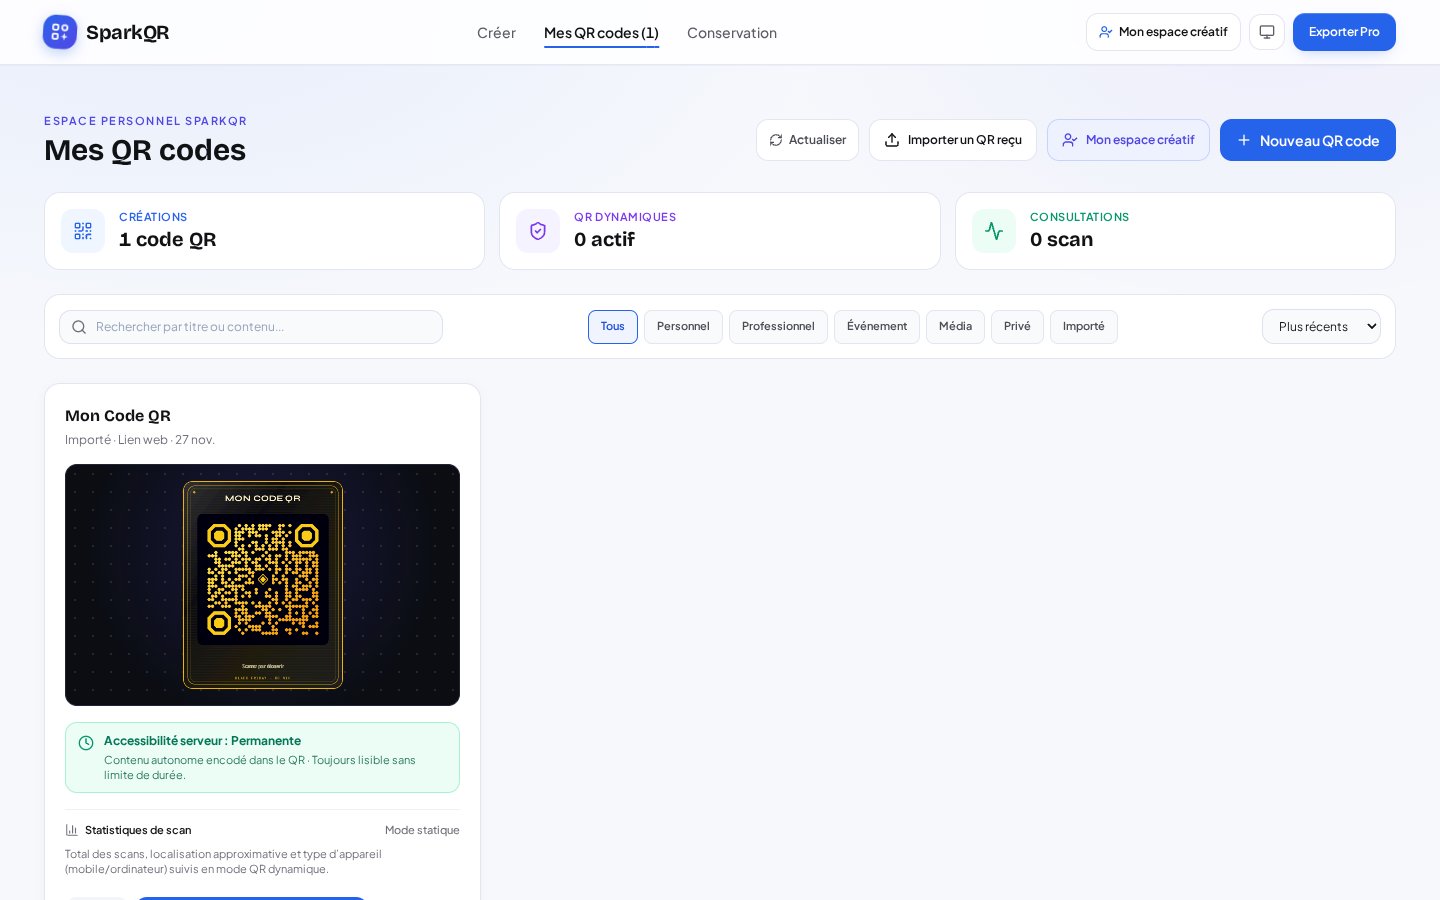 SparkQR
Créer
Mes QR codes (1)
Conservation
Mon espace créatif
Exporter Pro
ESPACE PERSONNEL SPARKQR
Mes QR codes
Actualiser
Importer un QR reçu
Mon espace créatif
Nouveau QR code
CRÉATIONS
1 code QR
QR DYNAMIQUES
0 actif
CONSULTATIONS
0 scan
Rechercher par titre ou contenu...
Tous
Personnel
Professionnel
Événement
Média
Privé
Importé
Plus récents
Mon Code QR
Importé · Lien web · 27 nov.
MON CODE QR
Scannez pour découvrir
Accessibilité serveur : Permanente
Contenu autonome encodé dans le QR · Toujours lisible sans
limite de durée.
Statistiques de scan
Mode statique
Total des scans, localisation approximative et type d'appareil
(mobile/ordinateur) suivis en mode QR dynamique.